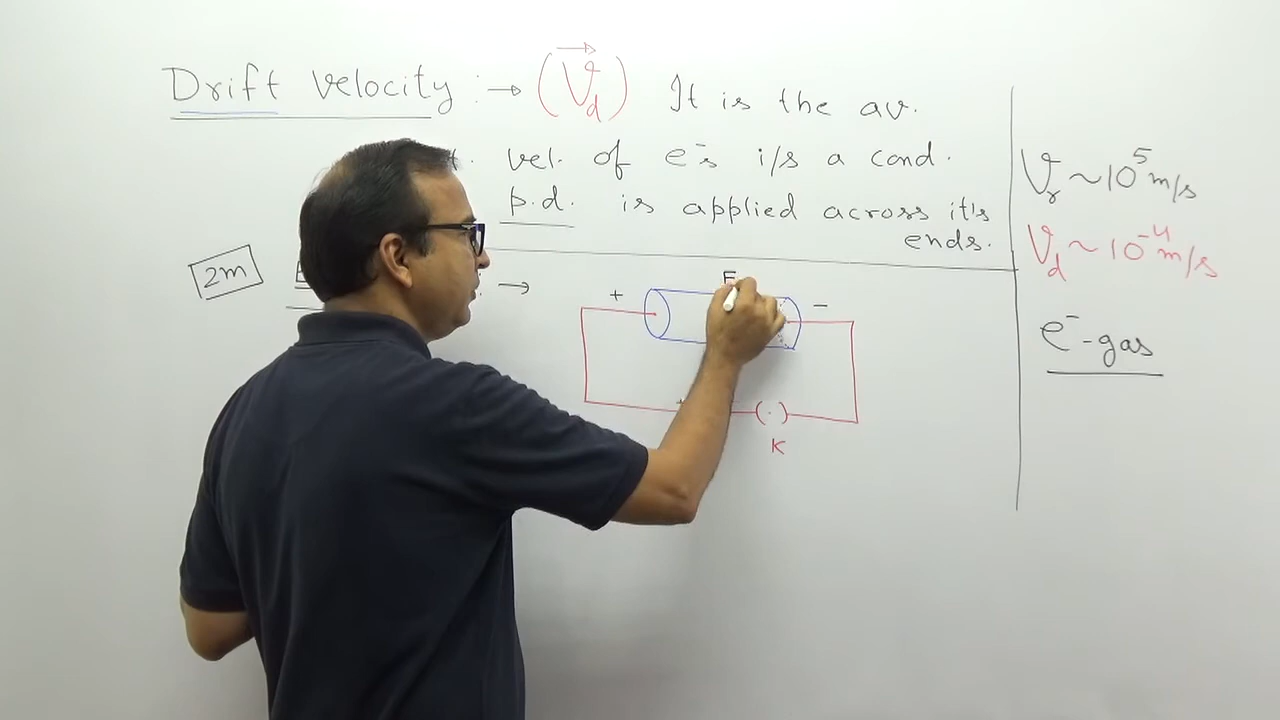 Drift velocity :→ (V⃗d) It is the av.
vel. of e⁻s i/s a cond.
p.d. is applied across it's
ends.
2m : →
E
+ −
+ ( · )
K
Vr ~ 10⁵ m/s
Vd ~ 10⁻⁴ m/s
e⁻-gas